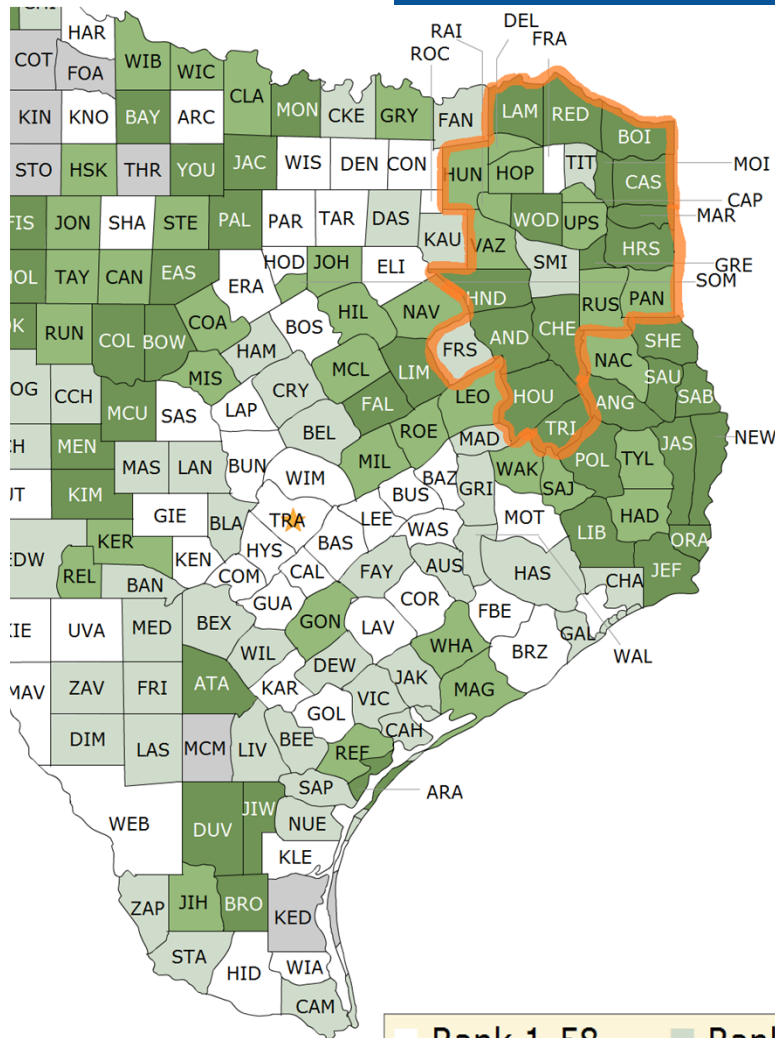 HAR
DEL
RAI
FRA
ROC
COT
FOA
WIB
WIC
CLA
MON
CKE
GRY
FAN
LAM
RED
BOI
KIN
KNO
BAY
ARC
STO
HSK
THR
YOU
JAC
WIS
DEN
CON
HUN
HOP
TIT
MOI
CAS
CAP
MAR
FIS
JON
SHA
STE
PAL
PAR
TAR
DAS
KAU
VAZ
WOD
UPS
HRS
GRE
SOM
TAY
CAN
EAS
ERA
HOD
JOH
ELI
SMI
RUS
PAN
HND
RUN
COL
BOW
COA
BOS
HIL
NAV
AND
CHE
SHE
FRS
NAC
SAU
SAB
HAM
MIS
MCL
LIM
CCH
MCU
SAS
LAP
CRY
FAL
LEO
HOU
ANG
TRI
NEW
MEN
MAS
LAN
BUN
BEL
MIL
ROE
MAD
WAK
SAJ
POL
TYL
JAS
KIM
GIE
BLA
WIM
BUS
BAZ
GRI
MOT
HAD
LIB
ORA
EDW
KER
REL
BAN
KEN
TRA
HYS
BAS
LEE
WAS
COM
CAL
FAY
AUS
HAS
CHA
JEF
UVA
MED
BEX
GUA
GON
LAV
COR
FBE
GAL
WAL
WIL
WHA
BRZ
MAV
ZAV
FRI
ATA
KAR
DEW
VIC
JAK
MAG
DIM
LAS
MCM
LIV
BEE
GOL
CAH
REF
SAP
ARA
WEB
DUV
JIW
NUE
KLE
ZAP
JIH
BRO
KED
STA
HID
WIA
CAM
Rank 1-58